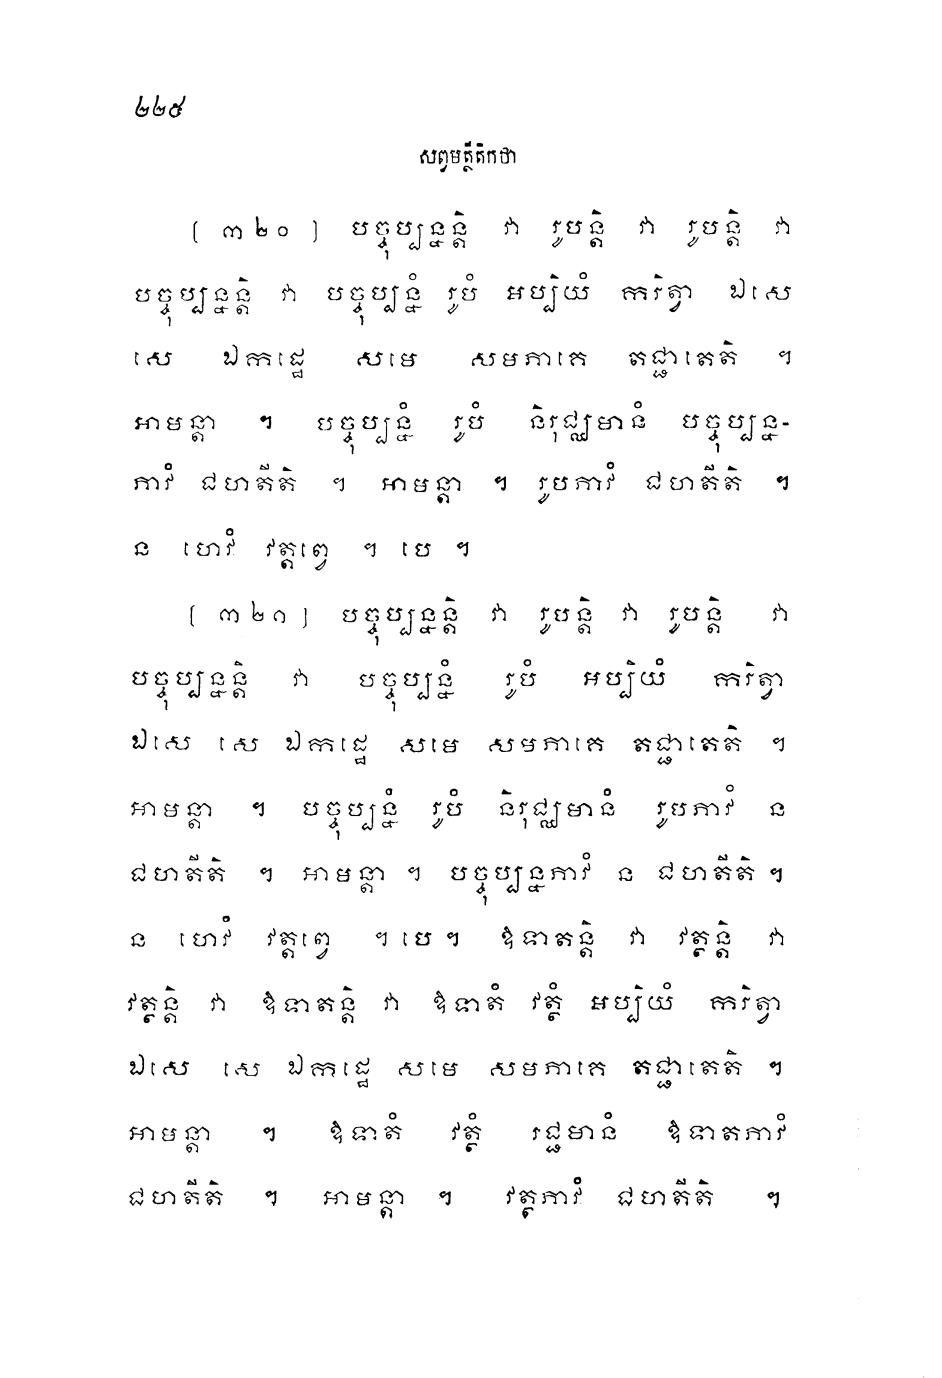 ២២៥
សព្វមត្ថីតិកថា
[ ៣២០ ] បច្ចុប្បន្នន្តិ វា រូបន្តិ វា រូបន្តិ វា
បច្ចុប្បន្នន្តិ វា បច្ចុប្បន្នំ រូបំ អប្បិយំ ការិត្វា ឯសេ
សេ ឯកដ្ឋេ សមេ សមភាគេ តជ្ជាតេតិ ។
អាមន្តា ។ បច្ចុប្បន្នំ រូបំ និរុជ្ឈមានំ បច្ចុប្បន្ន-
ភាវំ ជហតីតិ ។ អាមន្តា ។ រូបភាវំ ជហតីតិ ។
ន ហេវំ វត្តព្វេ ។ បេ ។
[ ៣២១ ] បច្ចុប្បន្នន្តិ វា រូបន្តិ វា រូបន្តិ វា
បច្ចុប្បន្នន្តិ វា បច្ចុប្បន្នំ រូបំ អប្បិយំ ការិត្វា
ឯសេ សេ ឯកដ្ឋេ សមេ សមភាគេ តជ្ជាតេតិ ។
អាមន្តា ។ បច្ចុប្បន្នំ រូបំ និរុជ្ឈមានំ រូបភាវំ ន
ជហតីតិ ។ អាមន្តា ។ បច្ចុប្បន្នភាវំ ន ជហតីតិ ។
ន ហេវំ វត្តព្វេ ។ បេ ។ ឱទាតន្តិ វា វត្ថន្តិ វា
វត្ថន្តិ វា ឱទាតន្តិ វា ឱទាតំ វត្ថំ អប្បិយំ ការិត្វា
ឯសេ សេ ឯកដ្ឋេ សមេ សមភាគេ តជ្ជាតេតិ ។
អាមន្តា ។ ឱទាតំ វត្ថំ រជ្ជមានំ ឱទាតភាវំ
ជហតីតិ ។ អាមន្តា ។ វត្ថភាវំ ជហតីតិ ។